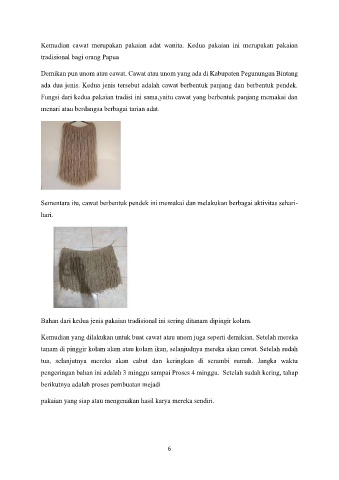 Kemudian cawat merupakan pakaian adat wanita. Kedua pakaian ini merupakan pakaian
tradisional bagi orang Papua
Demikan pun unom atau cawat. Cawat atau unom yang ada di Kabupaten Pegunungan Bintang
ada dua jenis. Kedua jenis tersebut adalah cawat berbentuk panjang dan berbentuk pendek.
Fungsi dari kedua pakaian tradisi ini sama,yaitu cawat yang berbentuk panjang memakai dan
menari atau berdangsa berbagai tarian adat.
Sementara itu, cawat berbentuk pendek ini memakai dan melakukan berbagai aktivitas sehari-
hari.
Bahan dari kedua jenis pakaian tradisional ini sering ditanam dipingir kolam.
Kemudian yang dilakukan untuk buat cawat atau unom juga seperti demikian. Setelah mereka
tanam di pinggir kolam alam atau kolam ikan, selanjudnya mereka akan rawat. Setelah sudah
tua, selanjutnya mereka akan cabut dan keringkan di serambi rumah. Jangka waktu
pengeringan bahan ini adalah 3 minggu sampai Proses 4 minggu. Setelah sudah kering, tahap
berikutnya adalah proses pembuatan mejadi
pakaian yang siap atau mengenakan hasil karya mereka sendiri.
6